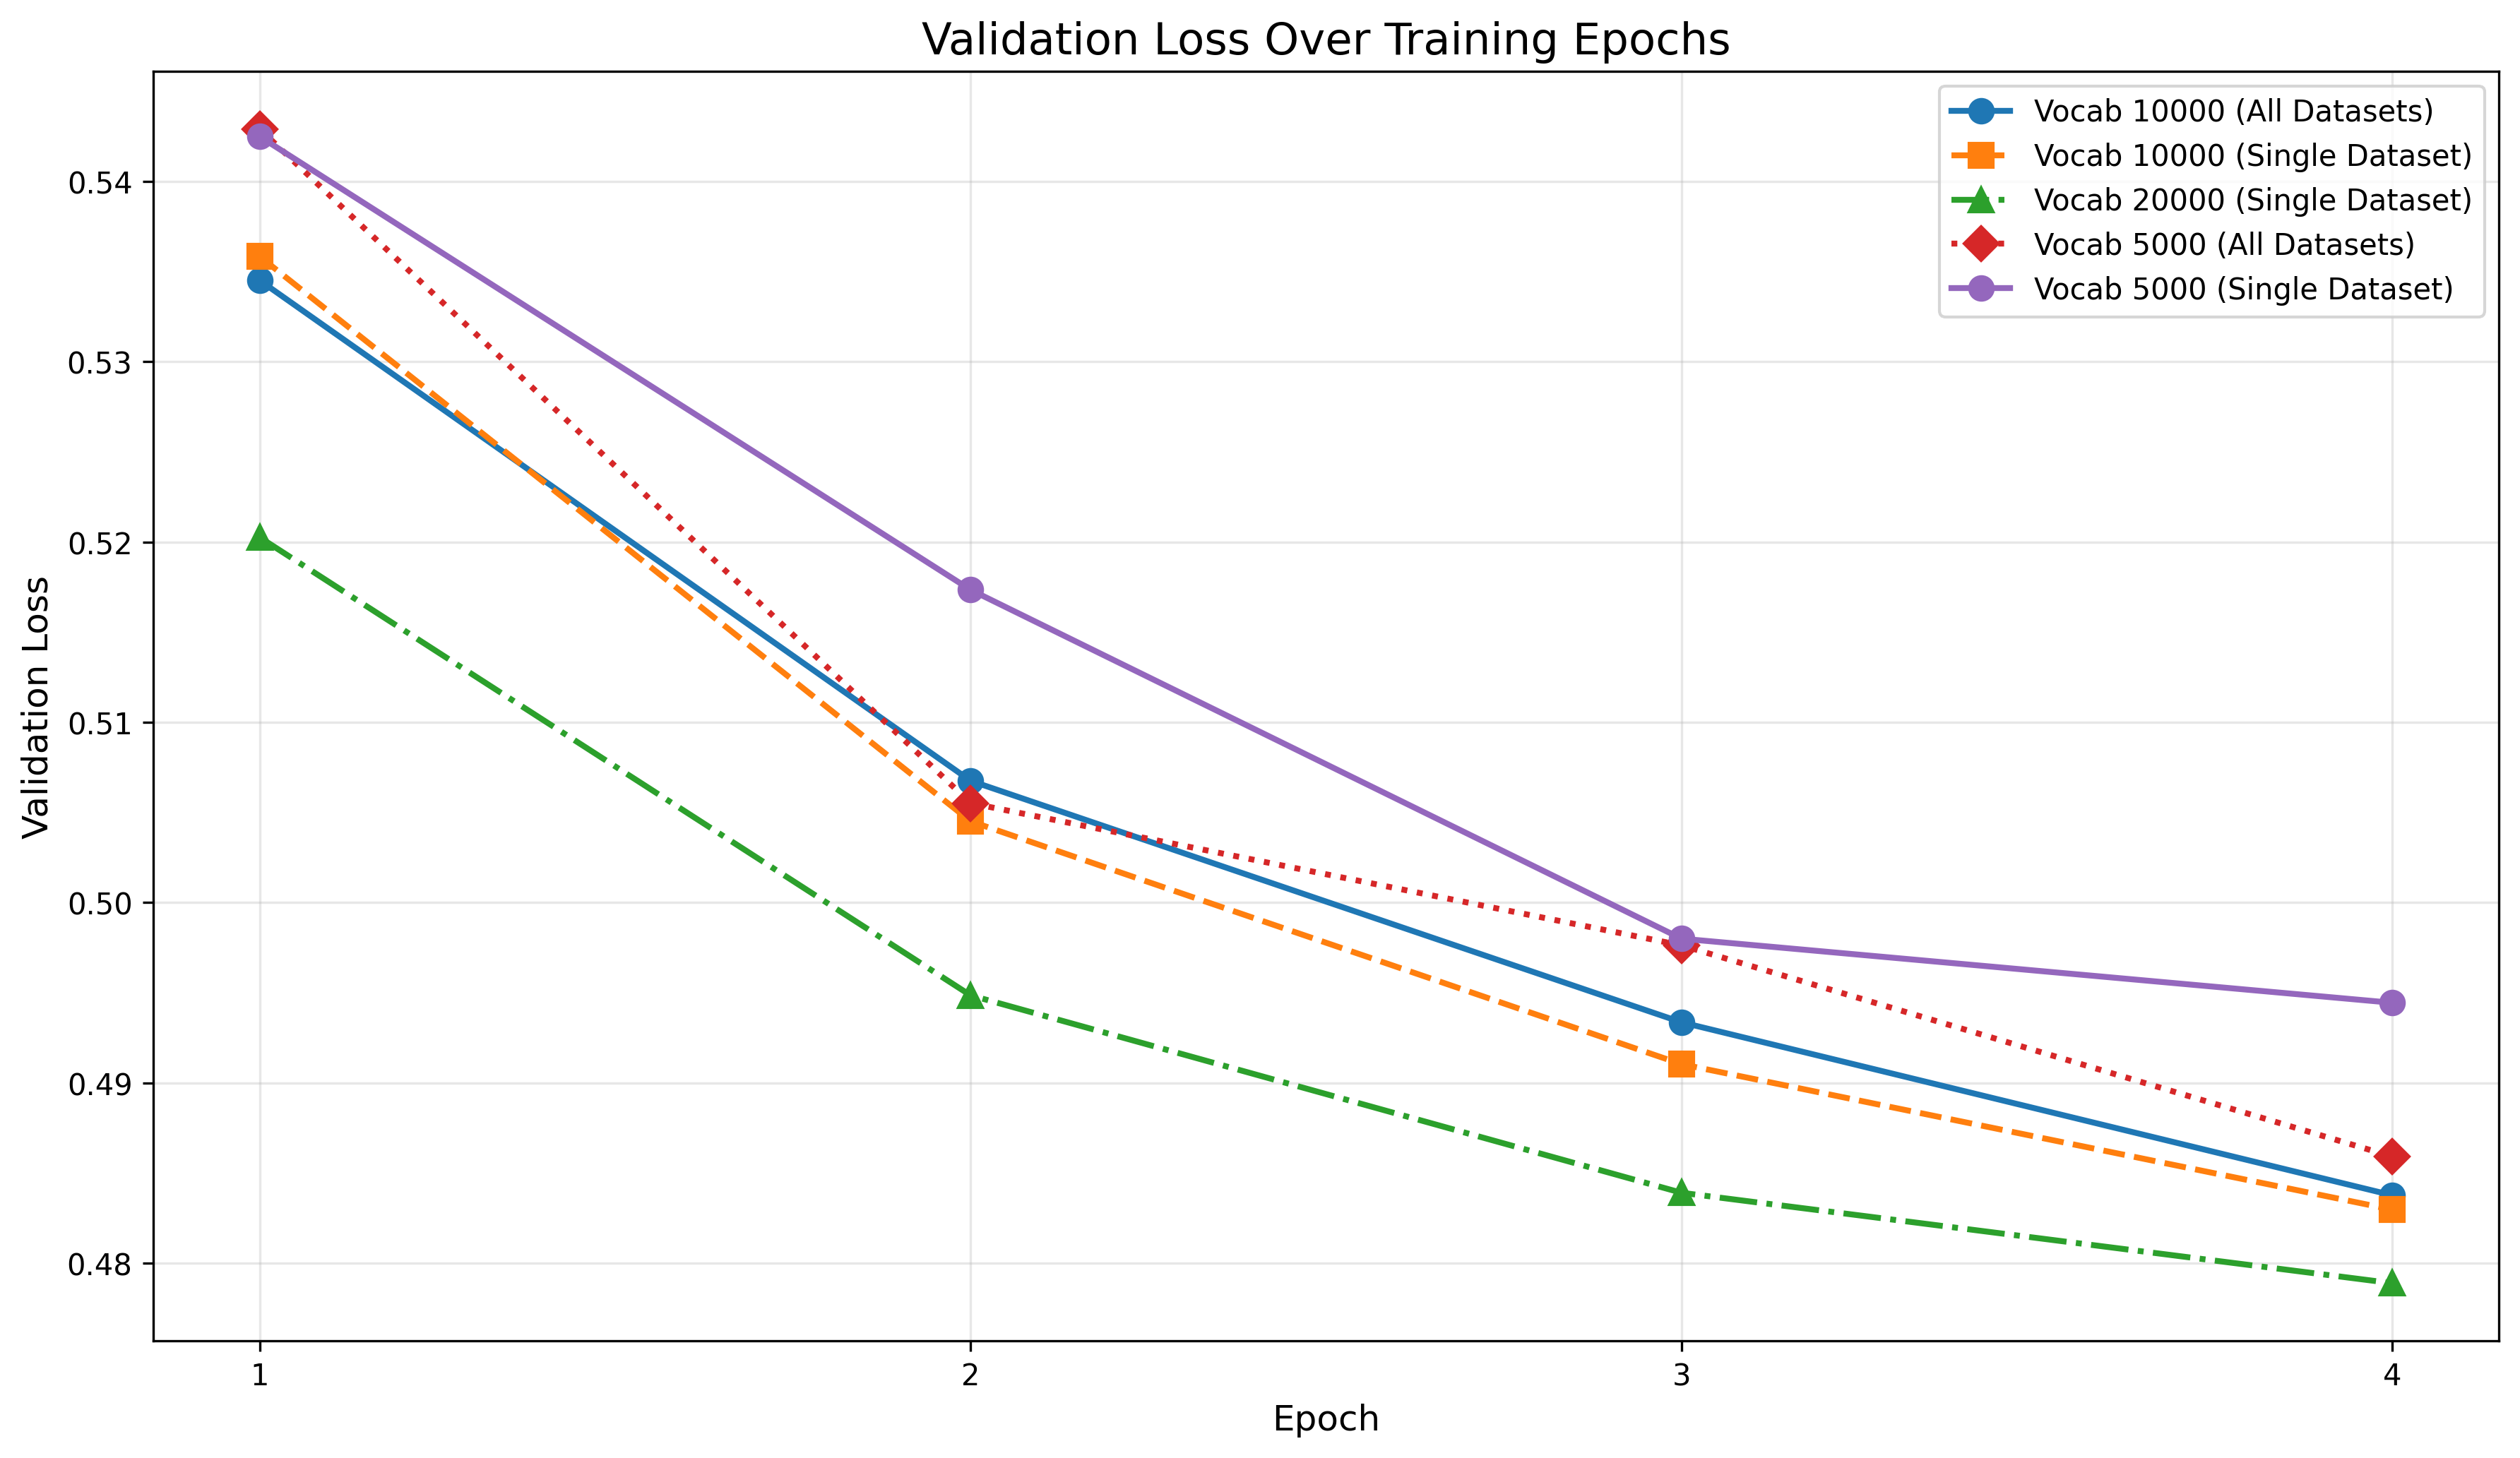 Validation Loss Over Training Epochs
Vocab 10000 (All Datasets)
Vocab 10000 (Single Dataset)
Vocab 20000 (Single Dataset)
Vocab 5000 (All Datasets)
Vocab 5000 (Single Dataset)
Validation Loss
0.54
0.53
0.52
0.51
0.50
0.49
0.48
1 2 3 4
Epoch